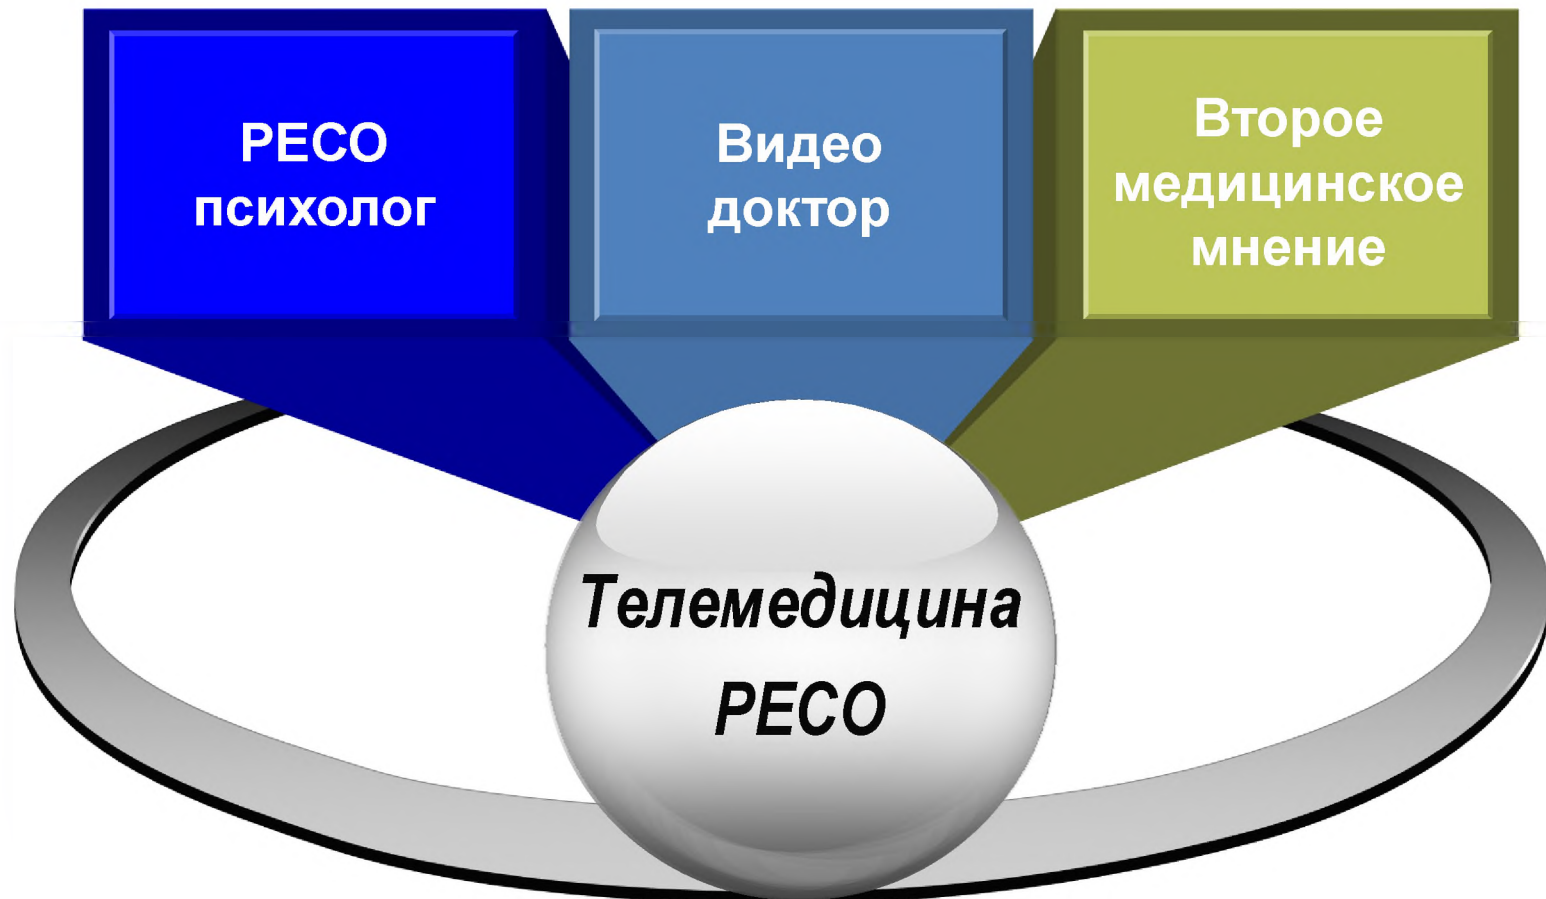 РЕСО
психолог
Видео
доктор
Второе
медицинское
мнение
Телемедицина
РЕСО